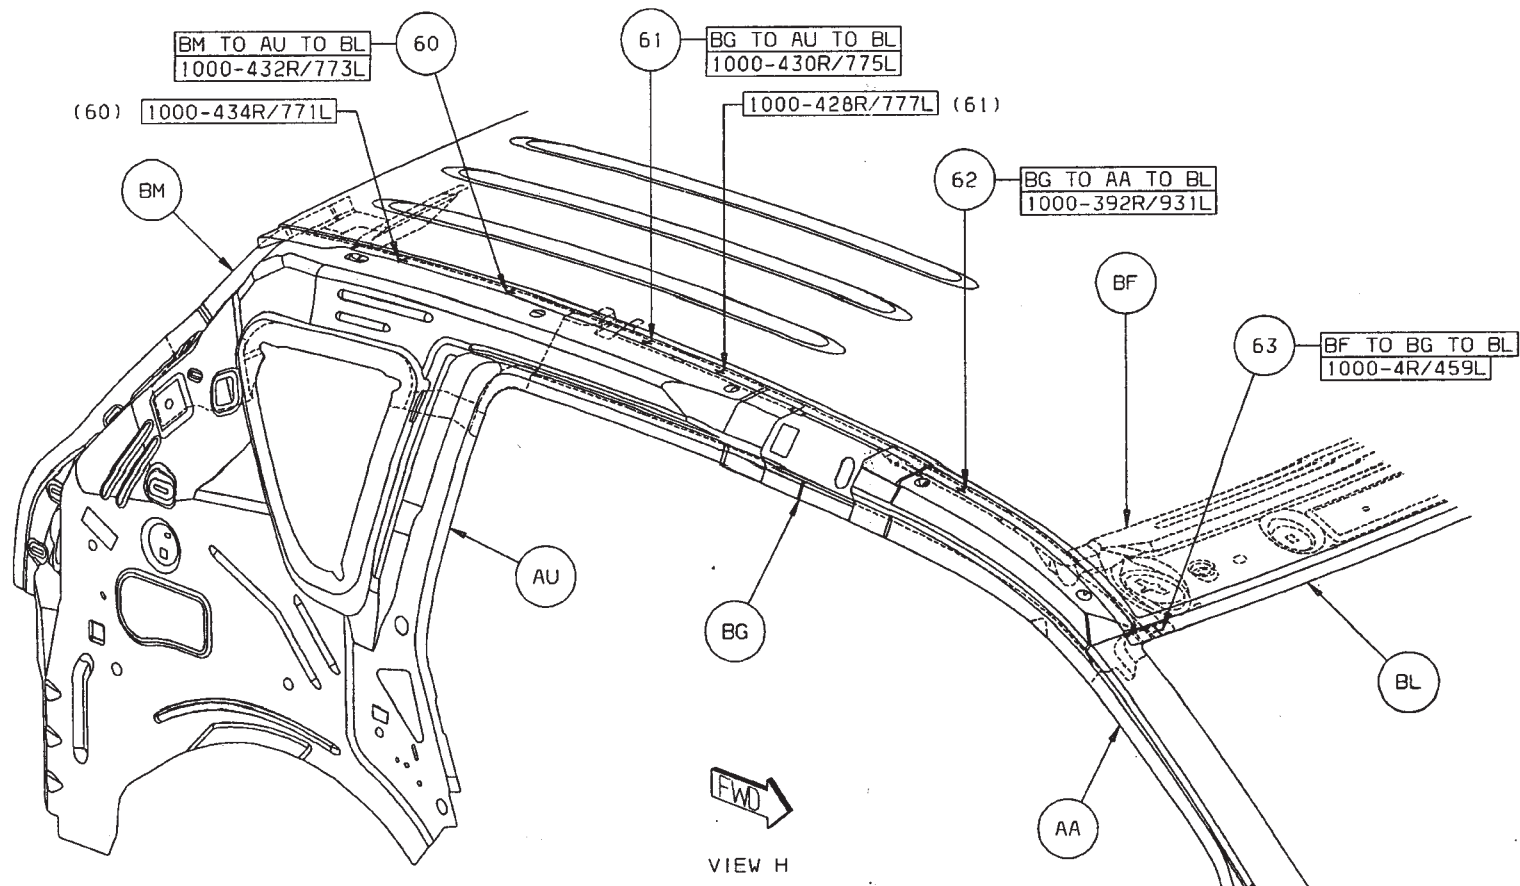 BM TO AU TO BL
1000-432R/773L
60
61
BG TO AU TO BL
1000-430R/775L
(60) 1000-434R/771L
1000-428R/777L (61)
BM
62
BG TO AA TO BL
1000-392R/931L
BF
63
BF TO BG TO BL
1000-4R/459L
AU
BG
BL
AA
FWD
VIEW H